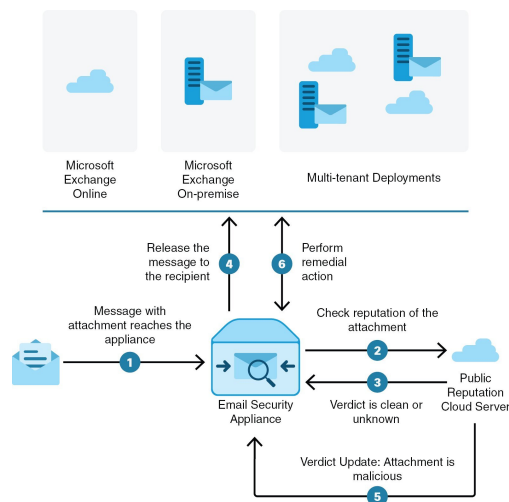 Microsoft
Exchange
Online
Microsoft
Exchange
On-premise
Multi-tenant Deployments
Release the
message to
the recipient
4
6
Perform
remedial
action
Message with
attachment reaches the
appliance
1
Check reputation of the
attachment
2
3
Verdict is clean or
unknown
Email Security
Appliance
Public
Reputation
Cloud Server
Verdict Update: Attachment is
malicious
5